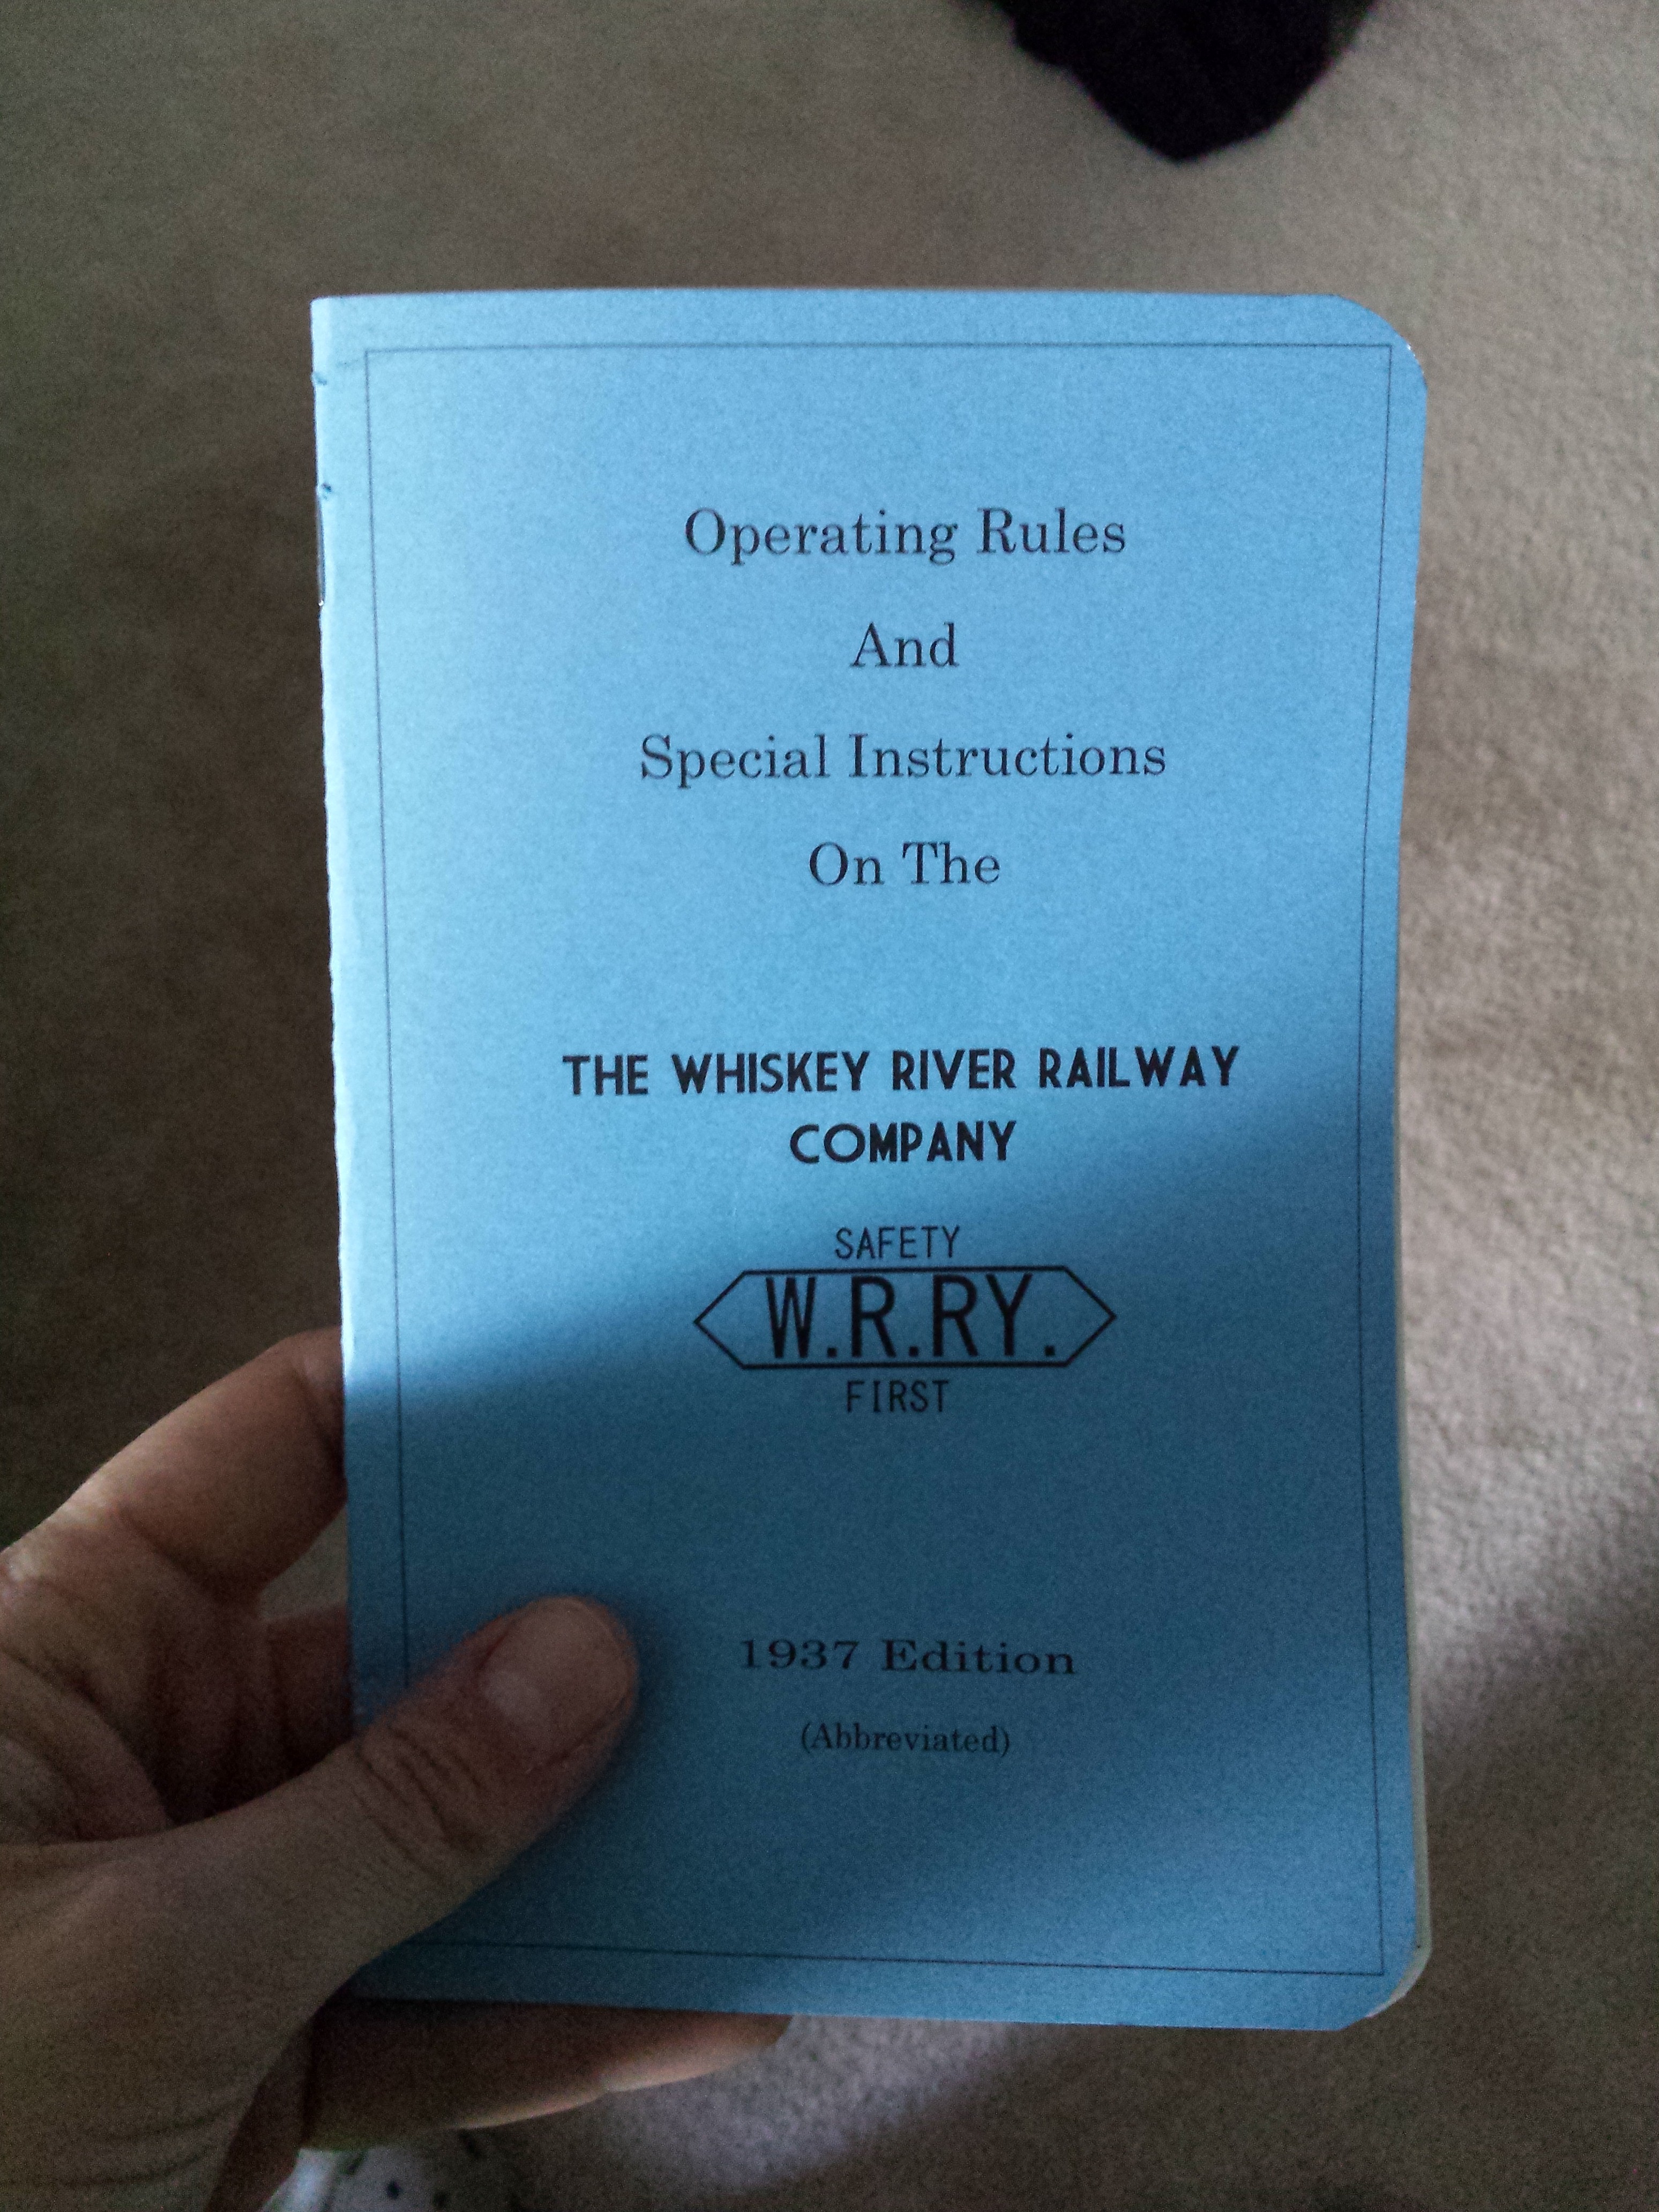 Operating Rules
And
Special Instructions
On The
THE WHISKEY RIVER RAILWAY
COMPANY
SAFETY
W.R.RY.
FIRST
1937 Edition
(Abbreviated)